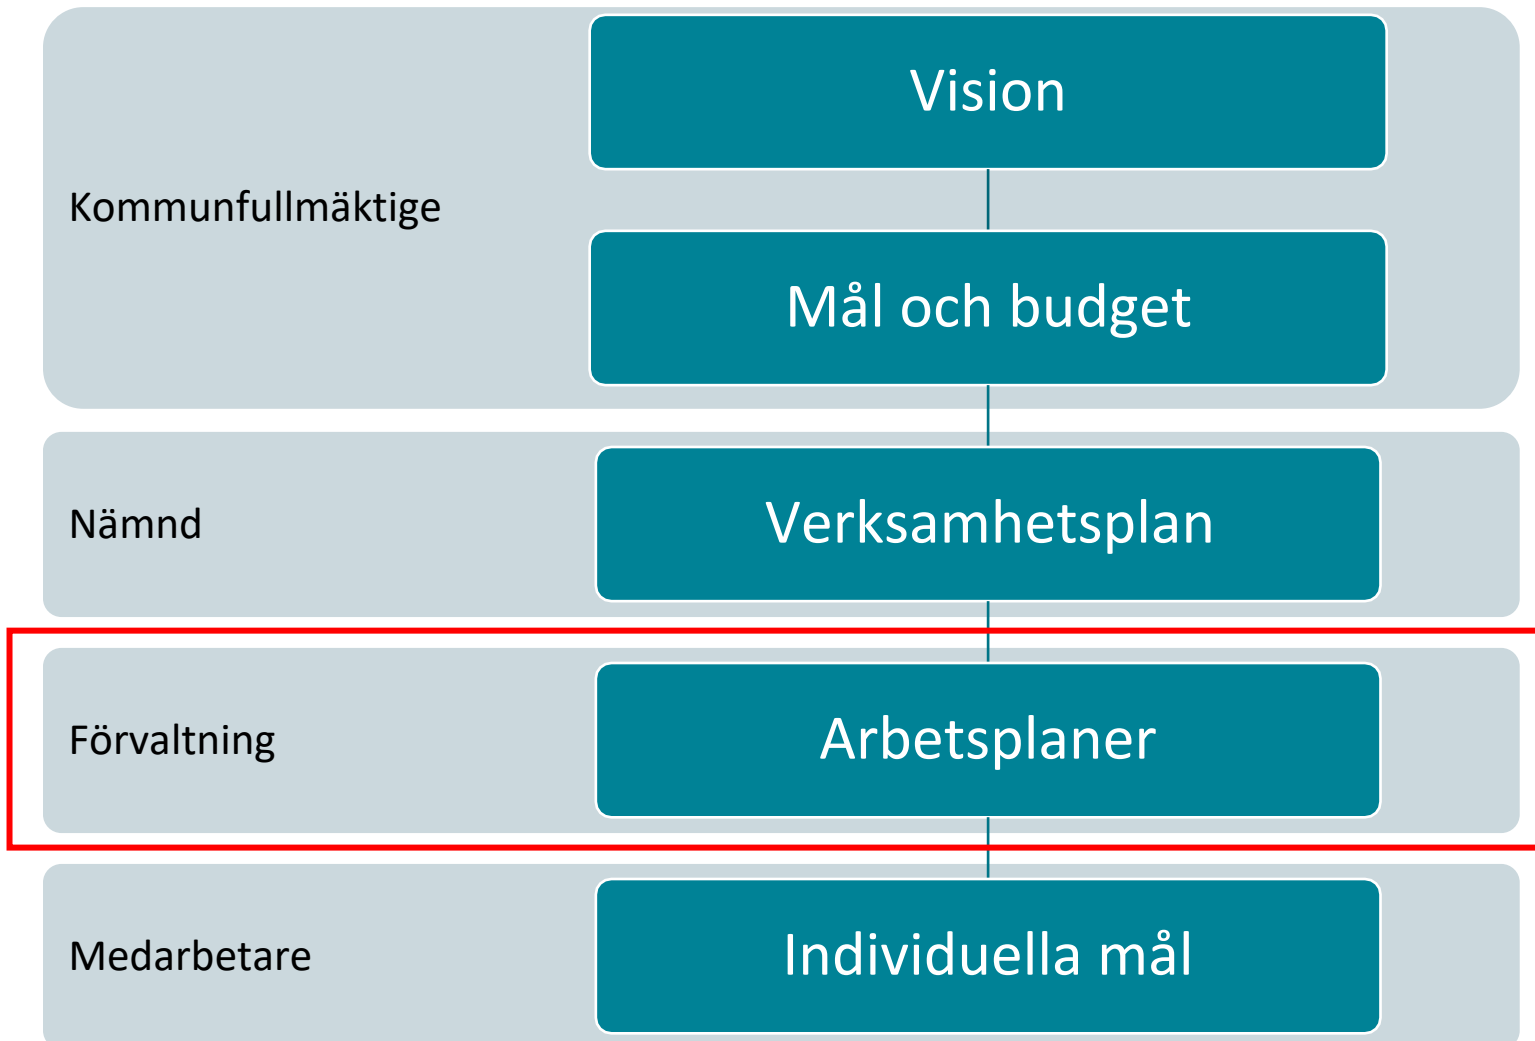 Vision
Kommunfullmäktige
Mål och budget
Nämnd
Verksamhetsplan
Förvaltning
Arbetsplaner
Medarbetare
Individuella mål